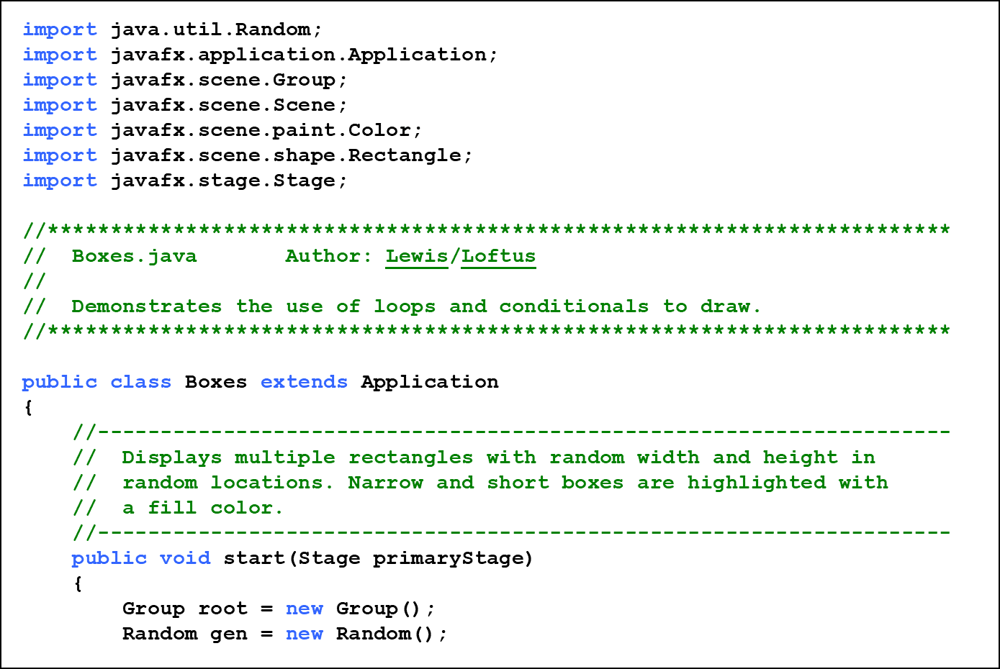 import java.util.Random;
import javafx.application.Application;
import javafx.scene.Group;
import javafx.scene.Scene;
import javafx.scene.paint.Color;
import javafx.scene.shape.Rectangle;
import javafx.stage.Stage;
//************************************************************************
//  Boxes.java       Author: Lewis/Loftus
//
//  Demonstrates the use of loops and conditionals to draw.
//************************************************************************
public class Boxes extends Application
{
    //--------------------------------------------------------------------
    //  Displays multiple rectangles with random width and height in
    //  random locations. Narrow and short boxes are highlighted with
    //  a fill color.
    //--------------------------------------------------------------------
    public void start(Stage primaryStage)
    {
        Group root = new Group();
        Random gen = new Random();